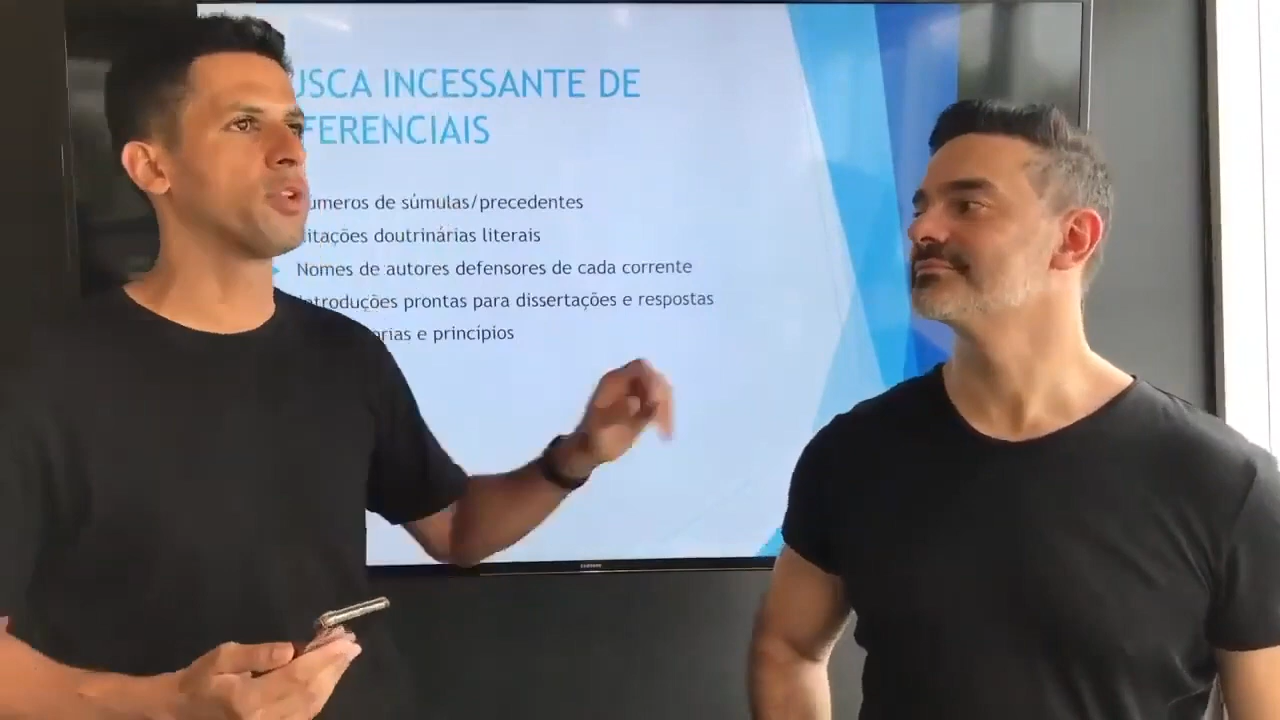 USCA INCESSANTE DE
FERENCIAIS
úmeros de súmulas/precedentes
itações doutrinárias literais
Nomes de autores defensores de cada corrente
ntroduções prontas para dissertações e respostas
rias e princípios
SAMSUNG